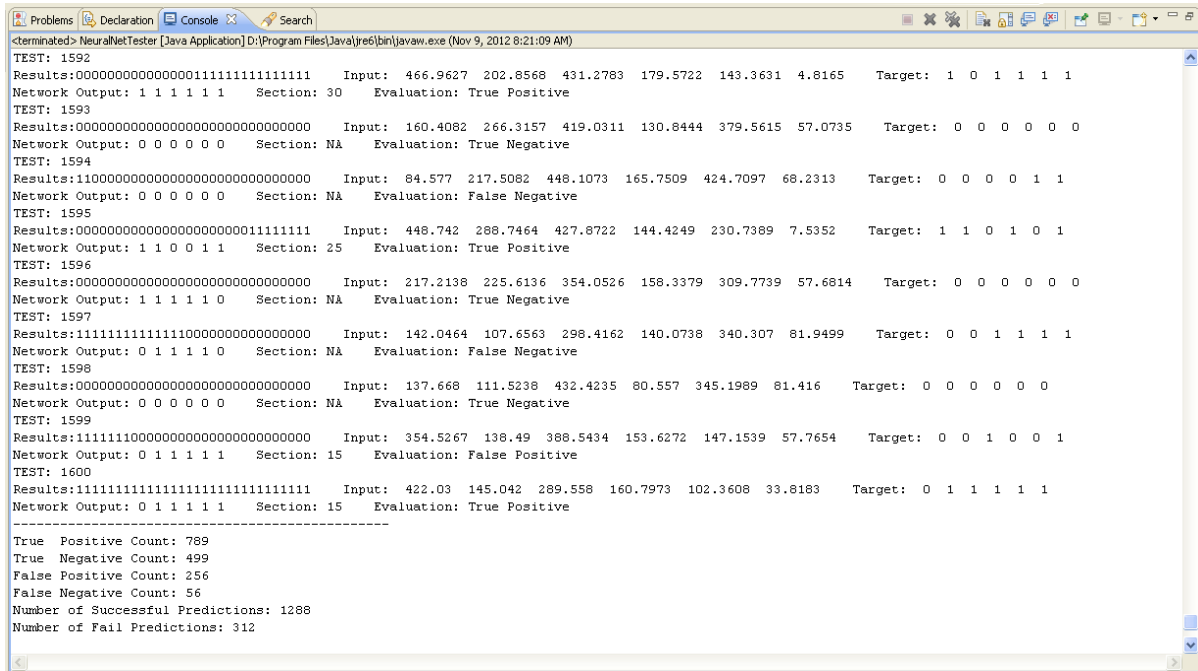 Problems Declaration Console Search
<terminated> NeuralNetTester [Java Application] D:\Program Files\Java\jre6\bin\javaw.exe (Nov 9, 2012 8:21:09 AM)
TEST: 1592
Results:000000000000000111111111111111 Input: 466.9627 202.8568 431.2783 179.5722 143.3631 4.8165 Target: 1 0 1 1 1 1
Network Output: 1 1 1 1 1 1 Section: 30 Evaluation: True Positive
TEST: 1593
Results:000000000000000000000000000000 Input: 160.4082 266.3157 419.0311 130.8444 379.5615 57.0735 Target: 0 0 0 0 0 0
Network Output: 0 0 0 0 0 0 Section: NA Evaluation: True Negative
TEST: 1594
Results:110000000000000000000000000000 Input: 84.577 217.5082 448.1073 165.7509 424.7097 68.2313 Target: 0 0 0 0 1 1
Network Output: 0 0 0 0 0 0 Section: NA Evaluation: False Negative
TEST: 1595
Results:000000000000000000000011111111 Input: 448.742 288.7464 427.8722 144.4249 230.7389 7.5352 Target: 1 1 0 1 0 1
Network Output: 1 1 0 0 1 1 Section: 25 Evaluation: True Positive
TEST: 1596
Results:000000000000000000000000000000 Input: 217.2138 225.6136 354.0526 158.3379 309.7739 57.6814 Target: 0 0 0 0 0 0
Network Output: 1 1 1 1 1 0 Section: NA Evaluation: True Negative
TEST: 1597
Results:111111111111110000000000000000 Input: 142.0464 107.6563 298.4162 140.0738 340.307 81.9499 Target: 0 0 1 1 1 1
Network Output: 0 1 1 1 1 0 Section: NA Evaluation: False Negative
TEST: 1598
Results:000000000000000000000000000000 Input: 137.668 111.5238 432.4235 80.557 345.1989 81.416 Target: 0 0 0 0 0 0
Network Output: 0 0 0 0 0 0 Section: NA Evaluation: True Negative
TEST: 1599
Results:111111100000000000000000000000 Input: 354.5267 138.49 388.5434 153.6272 147.1539 57.7654 Target: 0 0 1 0 0 1
Network Output: 0 1 1 1 1 1 Section: 15 Evaluation: False Positive
TEST: 1600
Results:111111111111111111111111111111 Input: 422.03 145.042 289.558 160.7973 102.3608 33.8183 Target: 0 1 1 1 1 1
Network Output: 0 1 1 1 1 1 Section: 15 Evaluation: True Positive
------------------------------------------------
True Positive Count: 789
True Negative Count: 499
False Positive Count: 256
False Negative Count: 56
Number of Successful Predictions: 1288
Number of Fail Predictions: 312